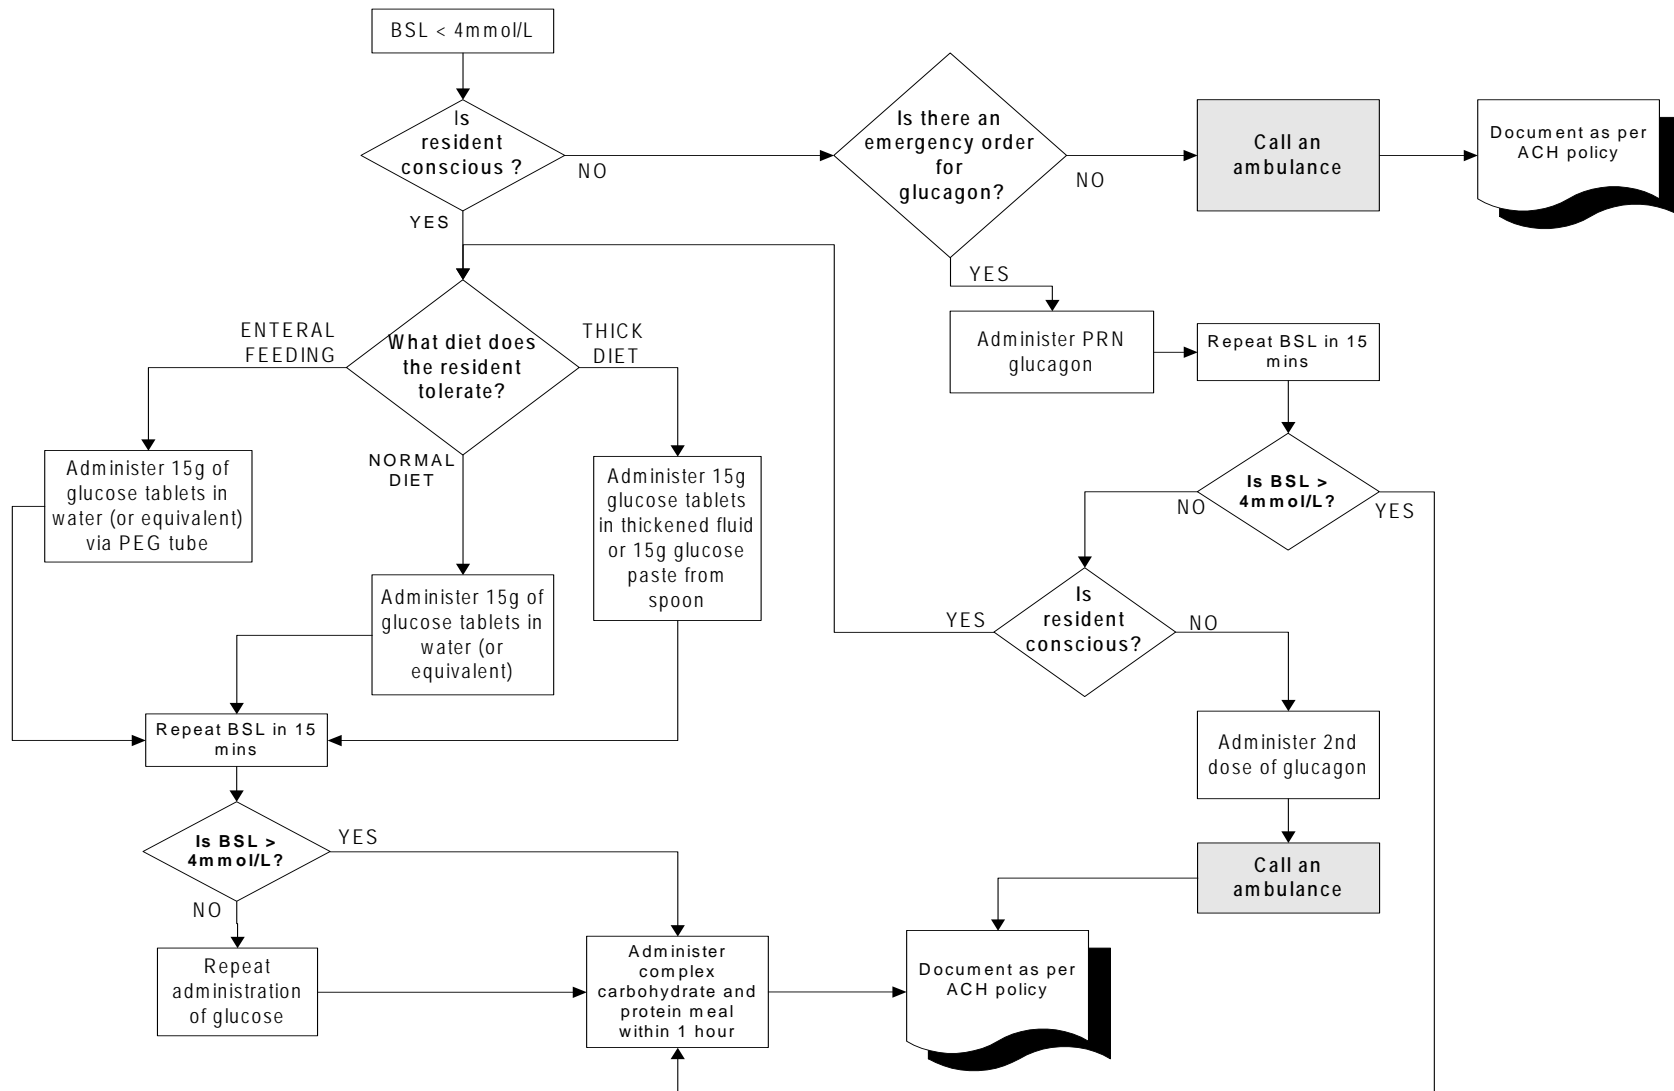 BSL < 4mmol/L
Is
resident
conscious ?
NO
YES
Is there an
emergency order
for
glucagon?
NO
YES
Call an
ambulance
Document as per
ACH policy
What diet does
the resident
tolerate?
ENTERAL
FEEDING
THICK
DIET
NORMAL
DIET
Administer 15g of
glucose tablets in
water (or equivalent)
via PEG tube
Administer 15g of
glucose tablets in
water (or
equivalent)
Administer 15g
glucose tablets
in thickened fluid
or 15g glucose
paste from
spoon
Administer PRN
glucagon
Repeat BSL in 15
mins
Is BSL >
4mmol/L?
NO
YES
Is
resident
conscious?
YES
NO
Administer 2nd
dose of glucagon
Call an
ambulance
Repeat BSL in 15
mins
Is BSL >
4mmol/L?
YES
NO
Repeat
administration
of glucose
Administer
complex
carbohydrate and
protein meal
within 1 hour
Document as per
ACH policy